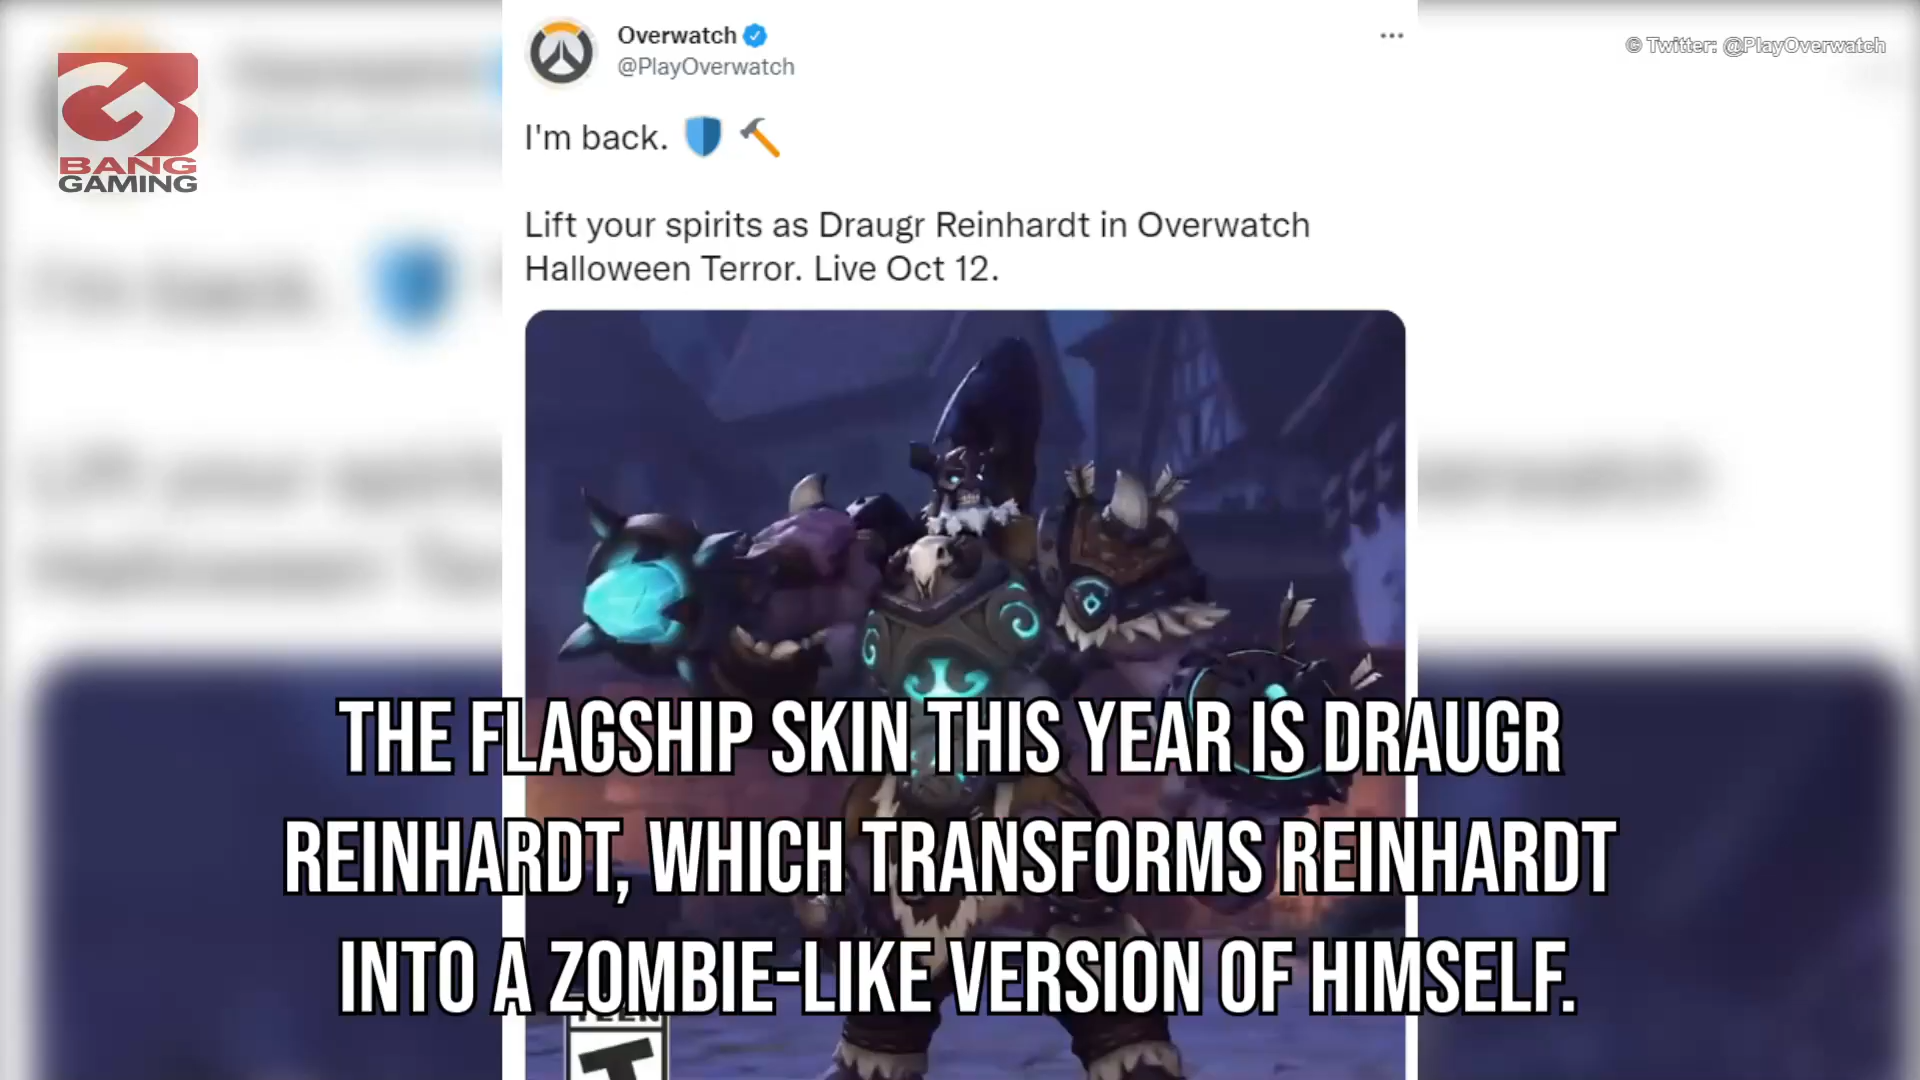 BANG
GAMING
Overwatch
@PlayOverwatch
© Twitter: @PlayOverwatch
I'm back.
Lift your spirits as Draugr Reinhardt in Overwatch
Halloween Terror. Live Oct 12.
THE FLAGSHIP SKIN THIS YEAR IS DRAUGR
REINHARDT, WHICH TRANSFORMS REINHARDT
INTO A ZOMBIE-LIKE VERSION OF HIMSELF.
TEEN
T